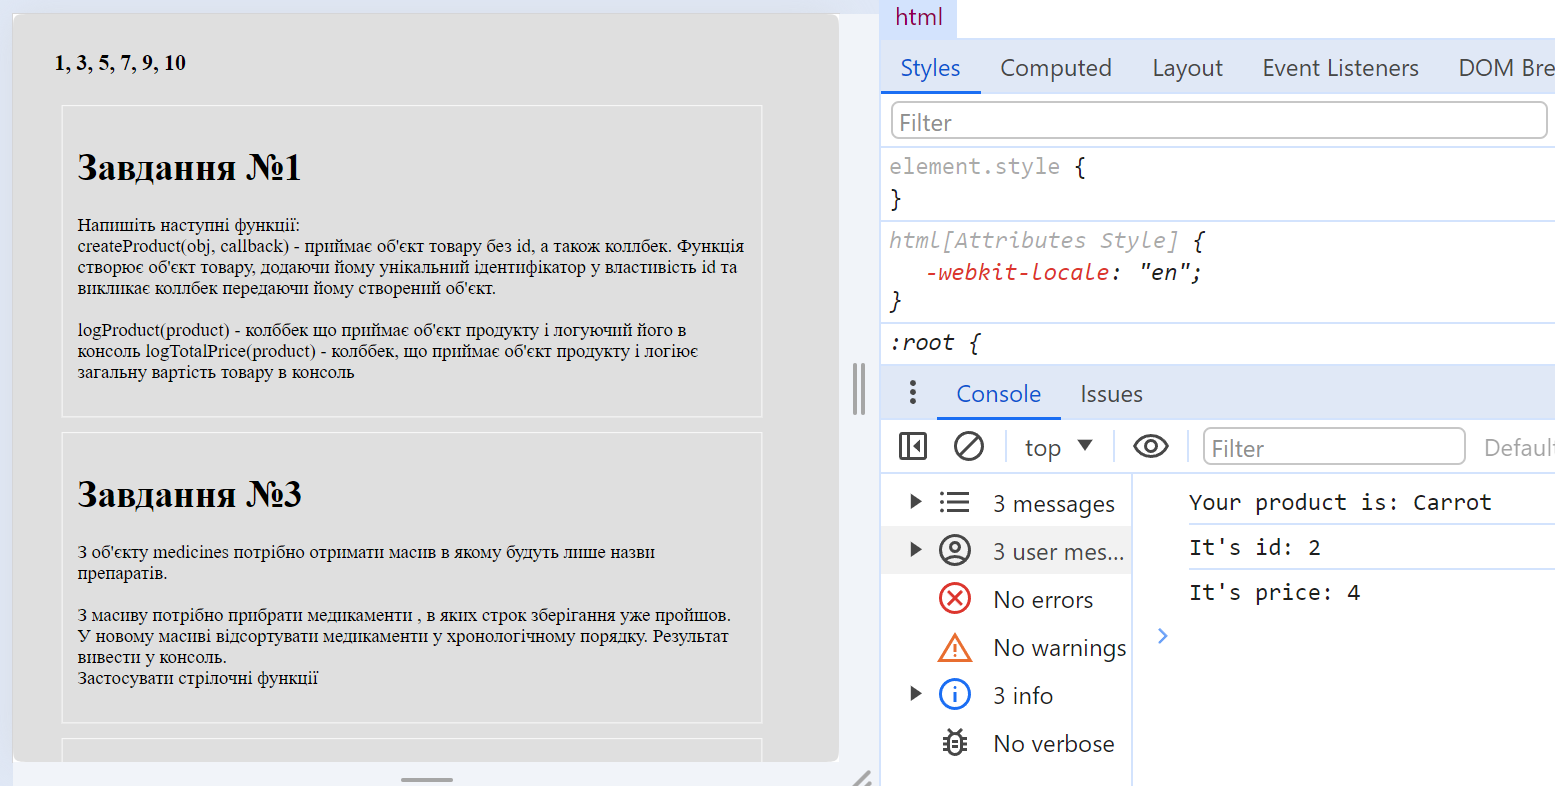 1, 3, 5, 7, 9, 10
Завдання №1
Напишіть наступні функції:
createProduct(obj, callback) - приймає об'єкт товару без id, а також коллбек. Функція
створює об'єкт товару, додаючи йому унікальний ідентифікатор у властивість id та
викликає коллбек передаючи йому створений об'єкт.
logProduct(product) - колббек що приймає об'єкт продукту і логуючий його в
консоль logTotalPrice(product) - колббек, що приймає об'єкт продукту і логіює
загальну вартість товару в консоль
Завдання №3
З об'єкту medicines потрібно отримати масив в якому будуть лише назви
препаратів.
З масиву потрібно прибрати медикаменти , в яких строк зберігання уже пройшов.
У новому масиві відсортувати медикаменти у хронологічному порядку. Результат
вивести у консоль.
Застосувати стрілочні функції
html
Styles Computed Layout Event Listeners DOM Bre
Filter
element.style {
}
html[Attributes Style] {
-webkit-locale: "en";
}
:root {
Console Issues
top Filter Default
3 messages
3 user mes...
No errors
No warnings
3 info
No verbose
Your product is: Carrot
It's id: 2
It's price: 4